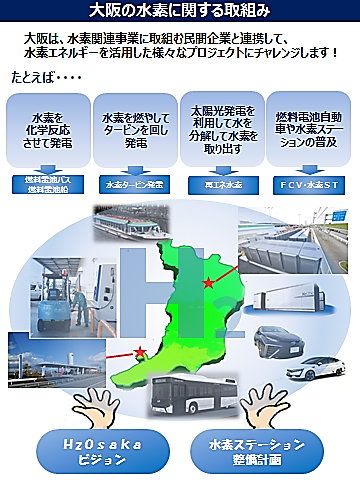 大阪の水素に関する取組み
大阪は、水素関連事業に取組む民間企業と連携して、
水素エネルギーを活用した様々なプロジェクトにチャレンジします！
たとえば・・・・
水素を
化学反応
させて発電
水素を燃やして
タービンを回し
発電
太陽光発電を
利用して水を
分解して水素を
取り出す
燃料電池自動
車や水素ステー
ションの普及
燃料電池バス
燃料電池船
水素タービン発電
再エネ水素
ＦＣＶ・水素ＳＴ
H2
H2Osaka
ビジョン
水素ステーション
整備計画